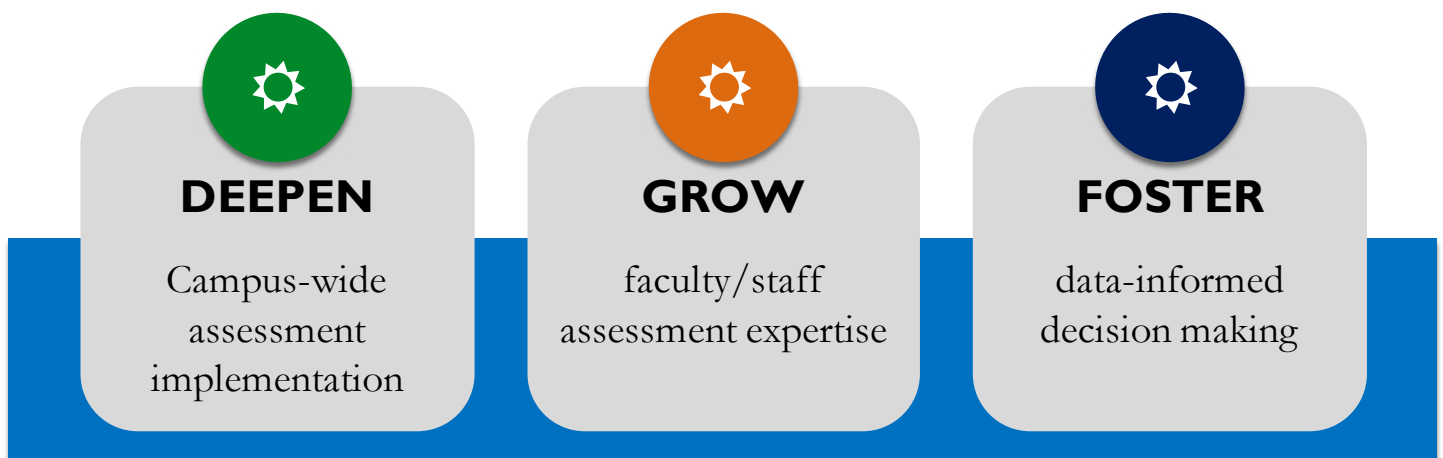 DEEPEN
Campus-wide
assessment
implementation
GROW
faculty/staff
assessment expertise
FOSTER
data-informed
decision making